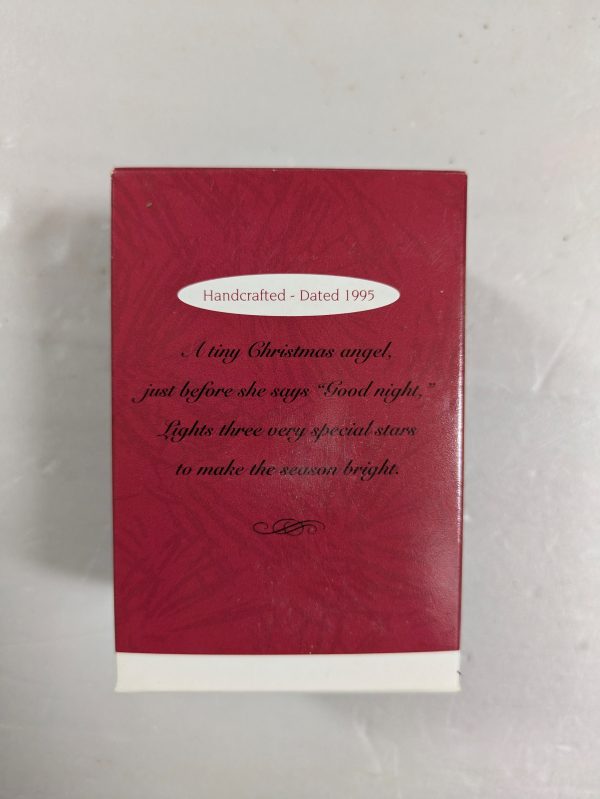 Handcrafted - Dated 1995
A tiny Christmas angel,
just before she says “Good night,”
Lights three very special stars
to make the season bright.